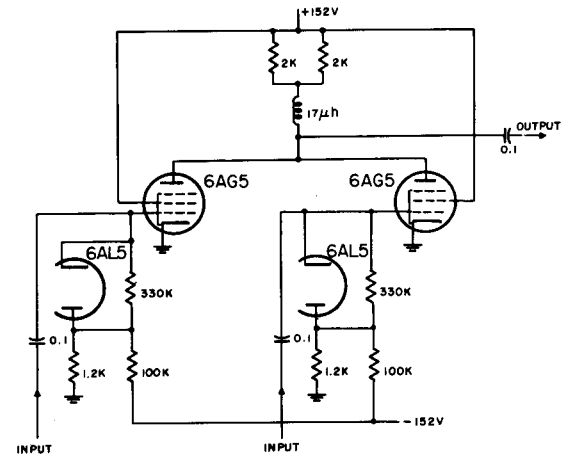 +152V
2K 2K
17μh
OUTPUT
0.1
6AG5 6AG5
6AL5 6AL5
330K 330K
0.1 0.1
1.2K 100K 1.2K 100K
-152V
INPUT INPUT